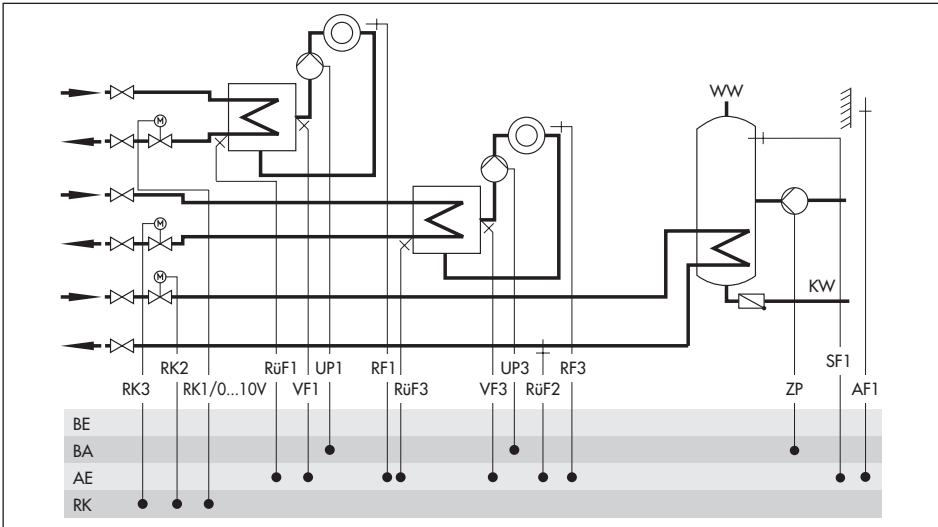 M
WW
M
M
KW
RK2
RüF1
UP1
RF1
UP3
RF3
SF1
RK3
RK1/0...10V
VF1
RüF3
VF3
RüF2
ZP
AF1
BE
BA
AE
RK